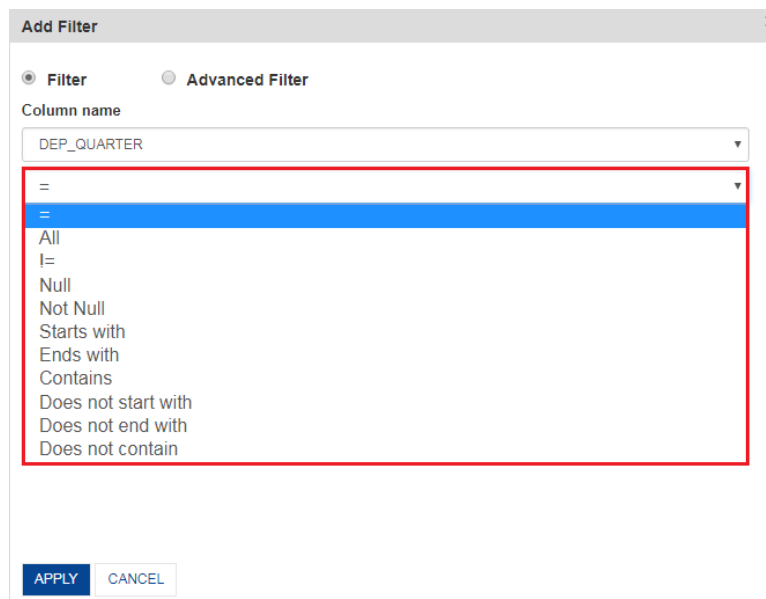 Add Filter
Filter Advanced Filter
Column name
DEP_QUARTER
=
=
All
!=
Null
Not Null
Starts with
Ends with
Contains
Does not start with
Does not end with
Does not contain
APPLY CANCEL